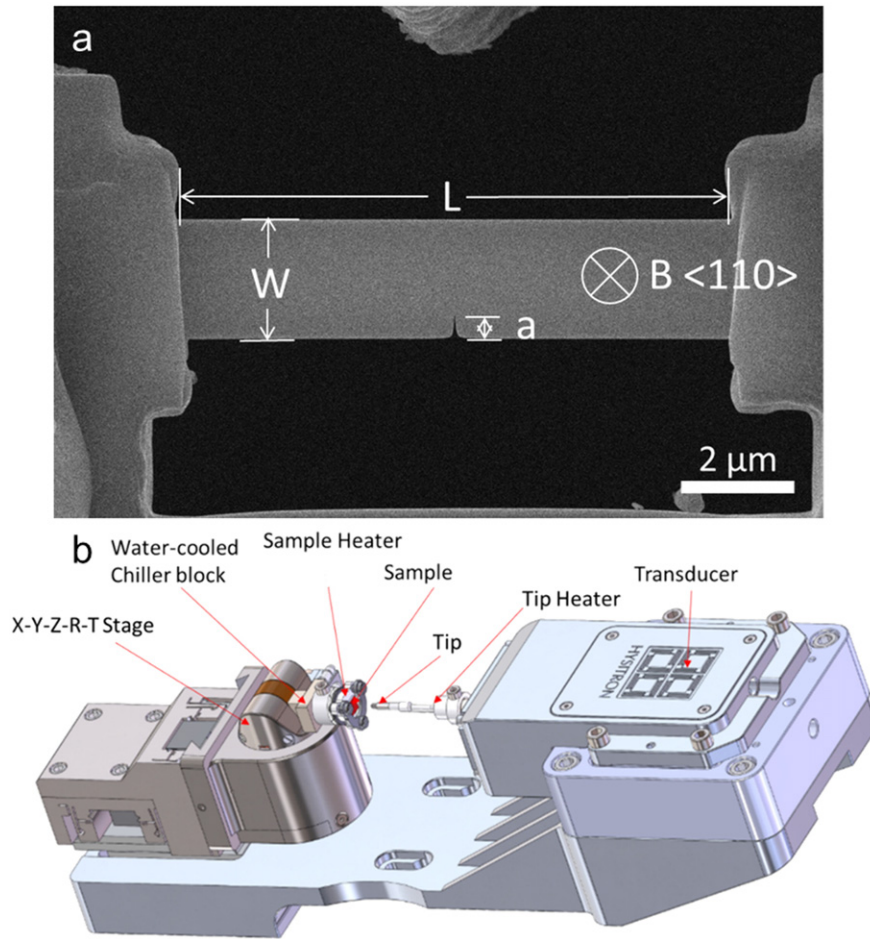 a
L
W
B <110>
a
2 µm
b
Water-cooled
Chiller block
Sample Heater
Sample
Transducer
Tip Heater
X-Y-Z-R-T Stage
Tip
HYSITRON